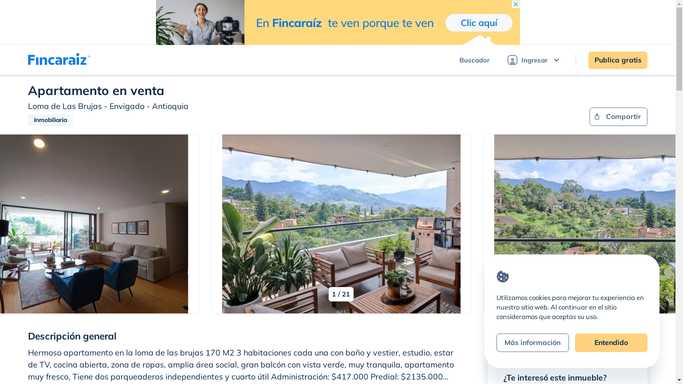 En Fincaraíz te ven porque te ven
Clic aquí
Fincaraíz
Buscador
Ingresar
Publica gratis
Apartamento en venta
Loma de Las Brujas - Envigado - Antioquia
Inmobiliaria
Compartir
1 / 21
Utilizamos cookies para mejorar tu experiencia en
nuestro sitio web. Al continuar en el sitio
consideramos que aceptas su uso.
Más información
Entendido
Descripción general
Hermoso apartamento en la loma de las brujas 170 M2 3 habitaciones cada una con baño y vestier, estudio, estar
de TV, cocina abierta, zona de ropas, amplia área social, gran balcón con vista verde, muy tranquila, apartamento
muy fresco, Tiene dos parqueaderos independientes y cuarto útil Administración: $417.000 Predial: $2135.000...
¿Te interesó este inmueble?